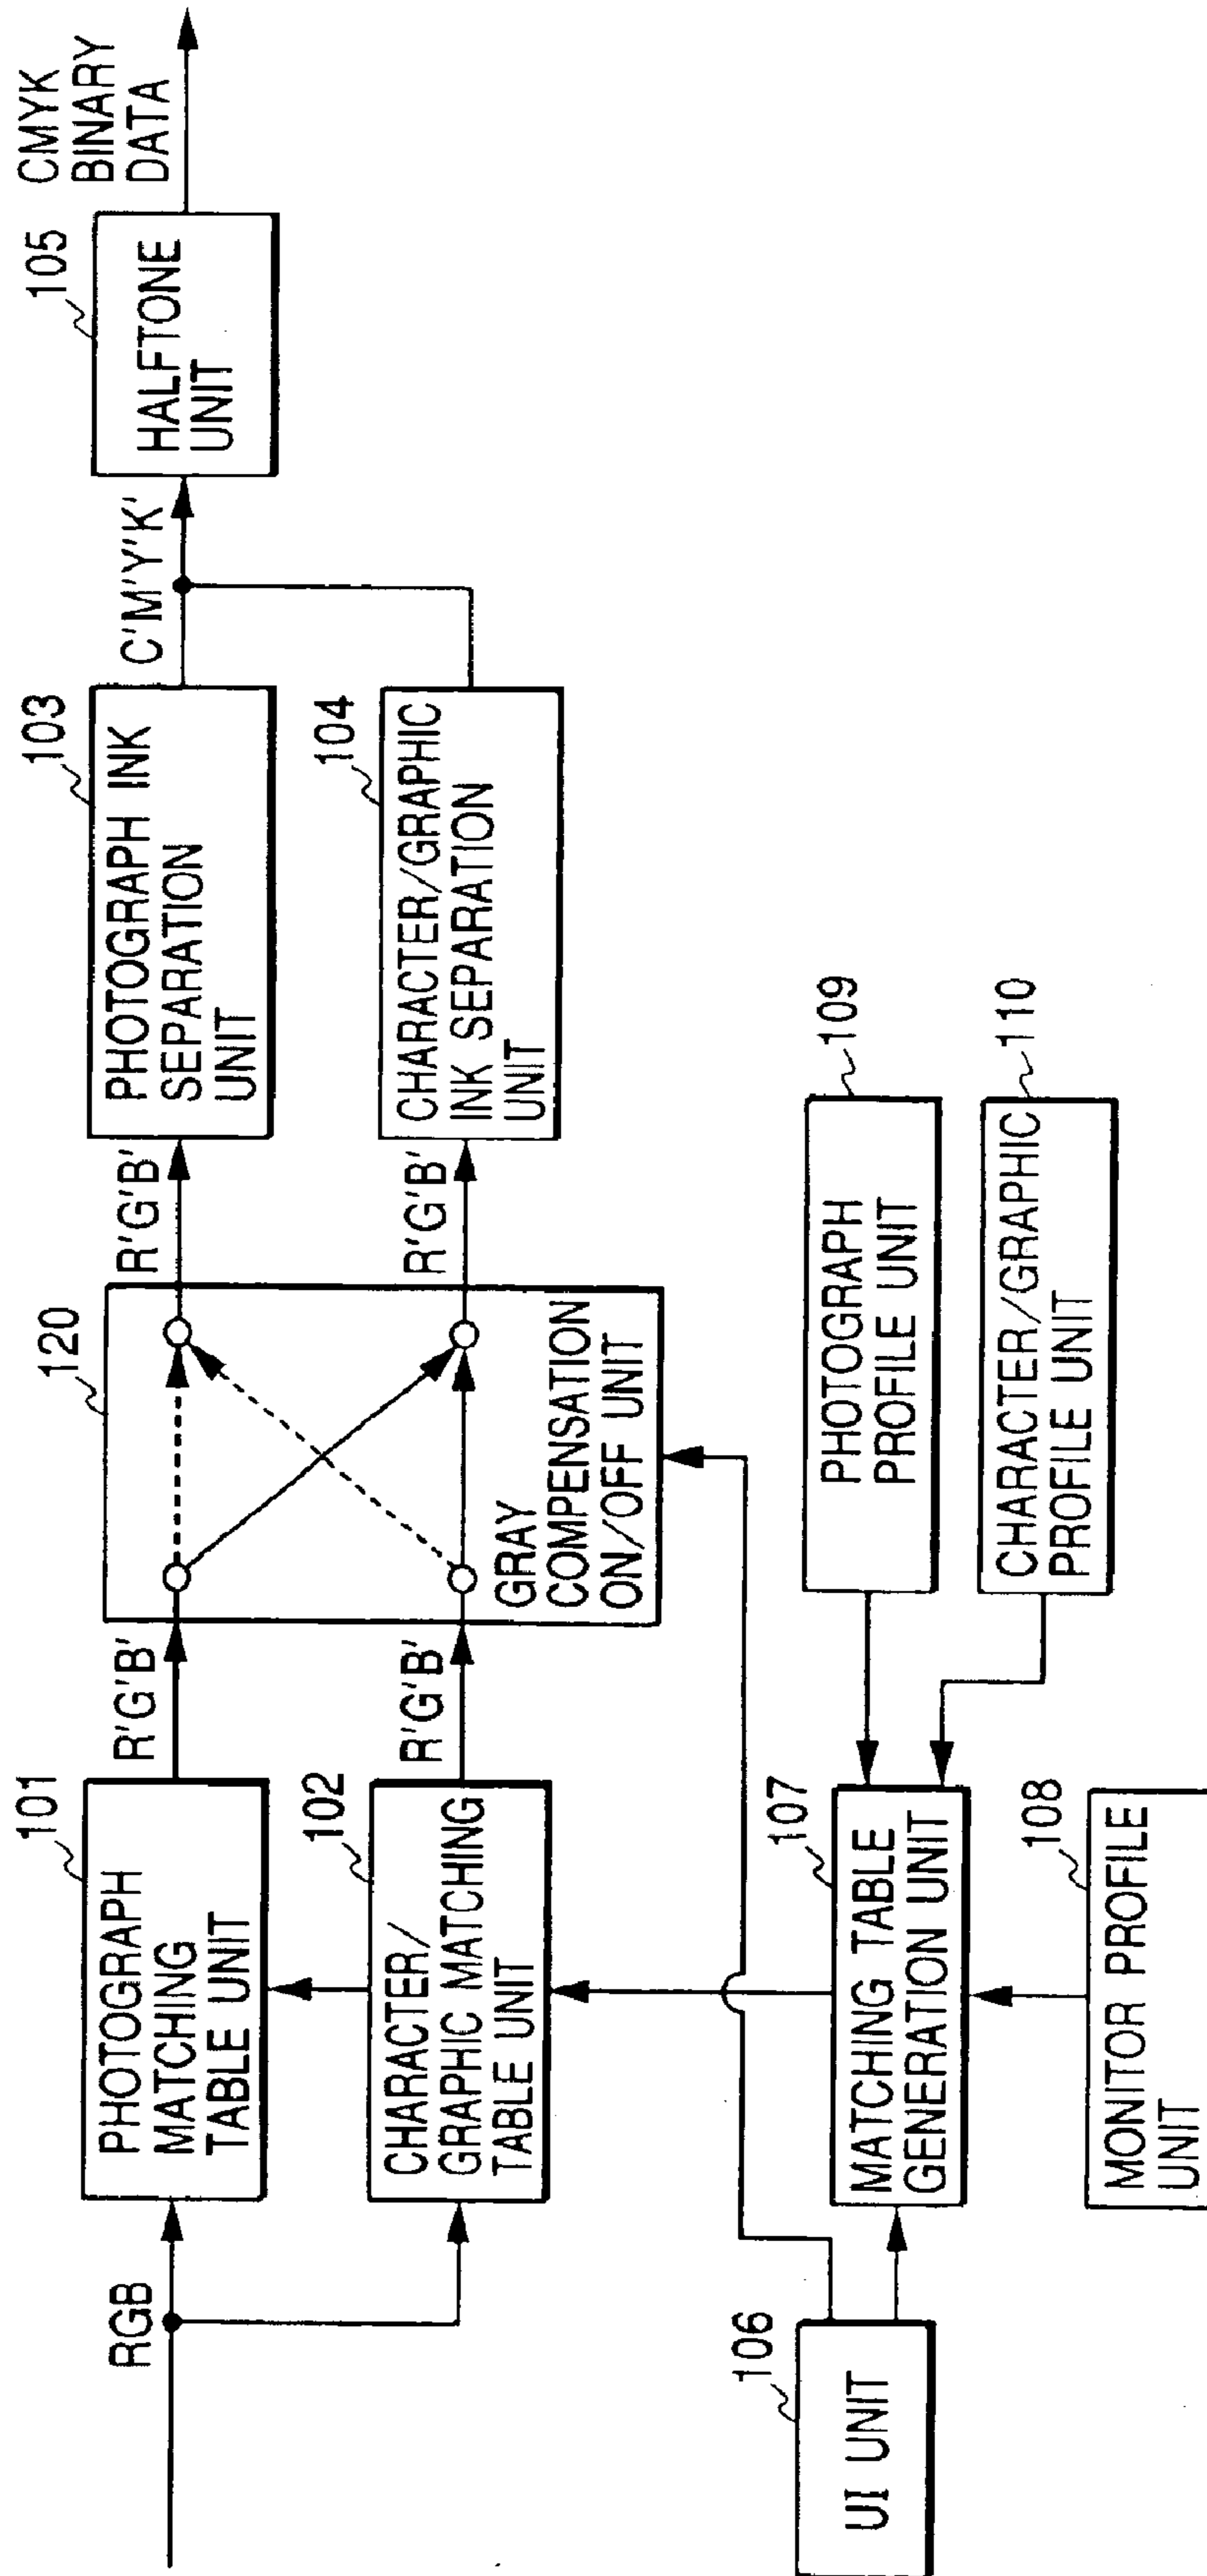 RGB
101
PHOTOGRAPH
MATCHING
TABLE UNIT
R'G'B'
120
GRAY
COMPENSATION
ON/OFF UNIT
R'G'B'
103
PHOTOGRAPH INK
SEPARATION
UNIT
C'M'Y'K'
105
HALFTONE
UNIT
CMYK
BINARY
DATA
102
CHARACTER/
GRAPHIC MATCHING
TABLE UNIT
R'G'B'
R'G'B'
104
CHARACTER/GRAPHIC
INK SEPARATION
UNIT
106
UI UNIT
107
MATCHING TABLE
GENERATION UNIT
109
PHOTOGRAPH
PROFILE UNIT
110
CHARACTER/GRAPHIC
PROFILE UNIT
108
MONITOR PROFILE
UNIT